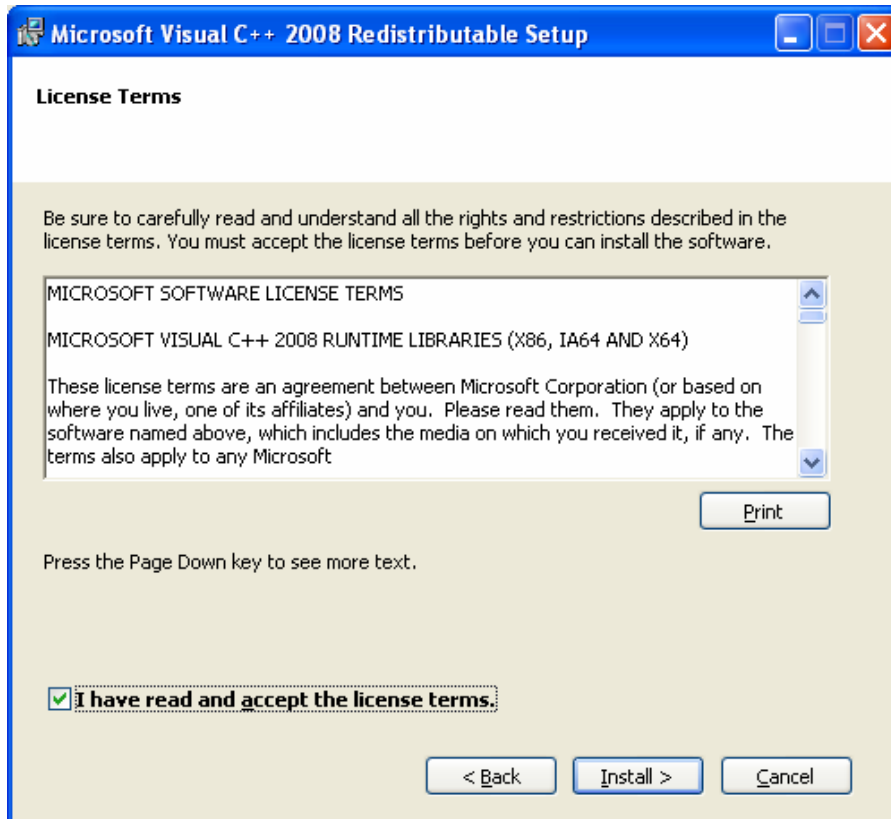 Microsoft Visual C++ 2008 Redistributable Setup
License Terms
Be sure to carefully read and understand all the rights and restrictions described in the
license terms. You must accept the license terms before you can install the software.
MICROSOFT SOFTWARE LICENSE TERMS
MICROSOFT VISUAL C++ 2008 RUNTIME LIBRARIES (X86, IA64 AND X64)
These license terms are an agreement between Microsoft Corporation (or based on
where you live, one of its affiliates) and you.  Please read them.  They apply to the
software named above, which includes the media on which you received it, if any.  The
terms also apply to any Microsoft
Print
Press the Page Down key to see more text.
I have read and accept the license terms.
< Back
Install >
Cancel